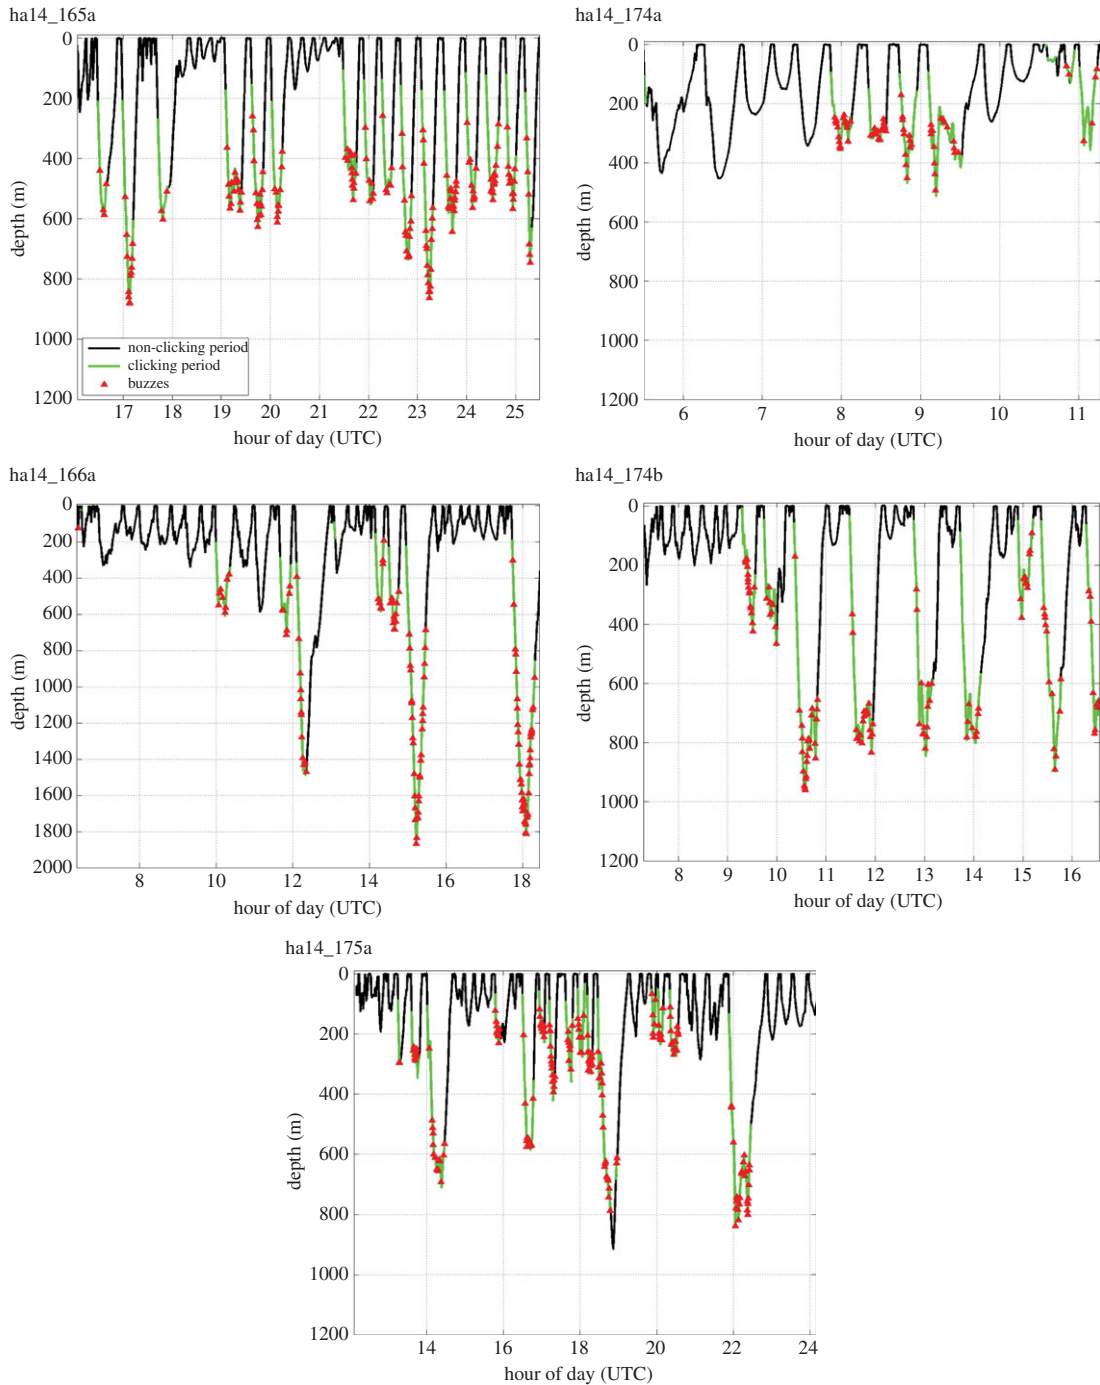 ha14_165a
0
200
400
600
800
1000
1200
depth (m)
non-clicking period
clicking period
buzzes
17 18 19 20 21 22 23 24 25
hour of day (UTC)
ha14_174a
0
200
400
600
800
1000
1200
depth (m)
6 7 8 9 10 11
hour of day (UTC)
ha14_166a
0
200
400
600
800
1000
1200
1400
1600
1800
2000
depth (m)
8 10 12 14 16 18
hour of day (UTC)
ha14_174b
0
200
400
600
800
1000
1200
depth (m)
8 9 10 11 12 13 14 15 16
hour of day (UTC)
ha14_175a
0
200
400
600
800
1000
1200
depth (m)
14 16 18 20 22 24
hour of day (UTC)